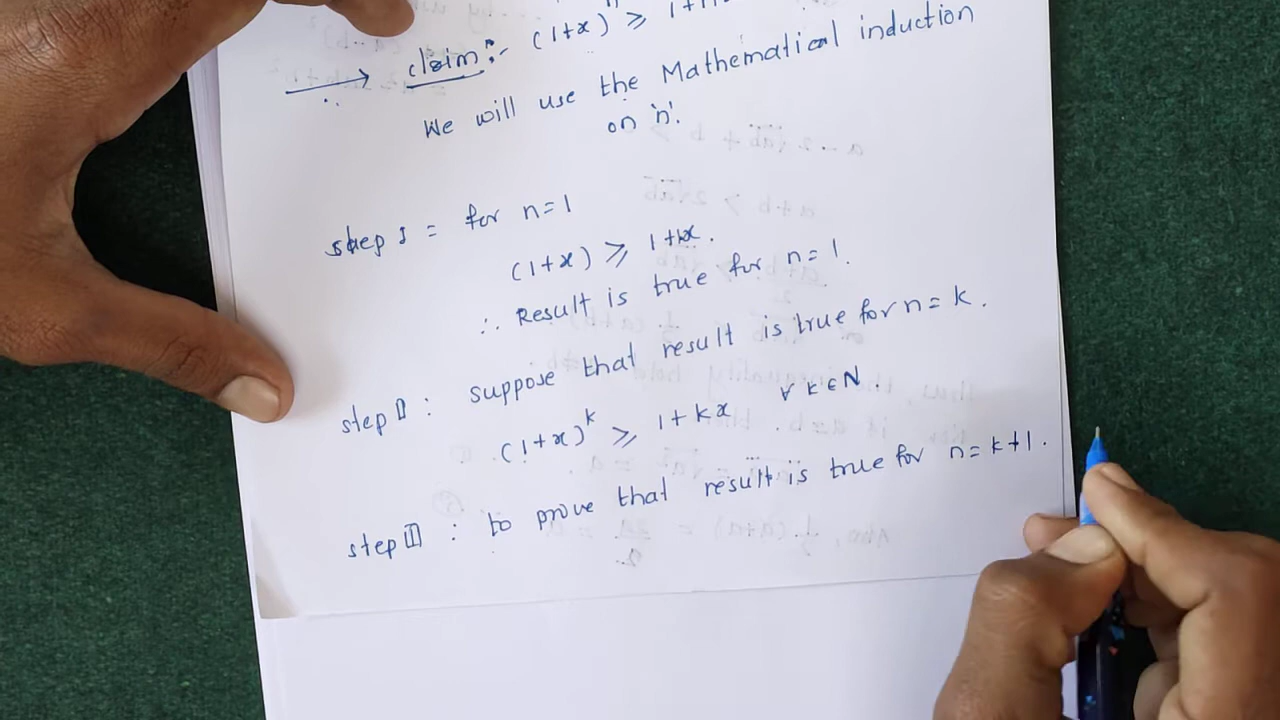 claim :- (1+x)ⁿ ≥ 1+n
We will use the Mathematical induction
on 'n'.
step I = for n=1
(1+x) ≥ 1+x.
∴ Result is true for n=1.
step II : suppose that result is true for n=k.
(1+x)^k ≥ 1+kx ∀ k∈N.
step III : to prove that result is true for n=k+1.